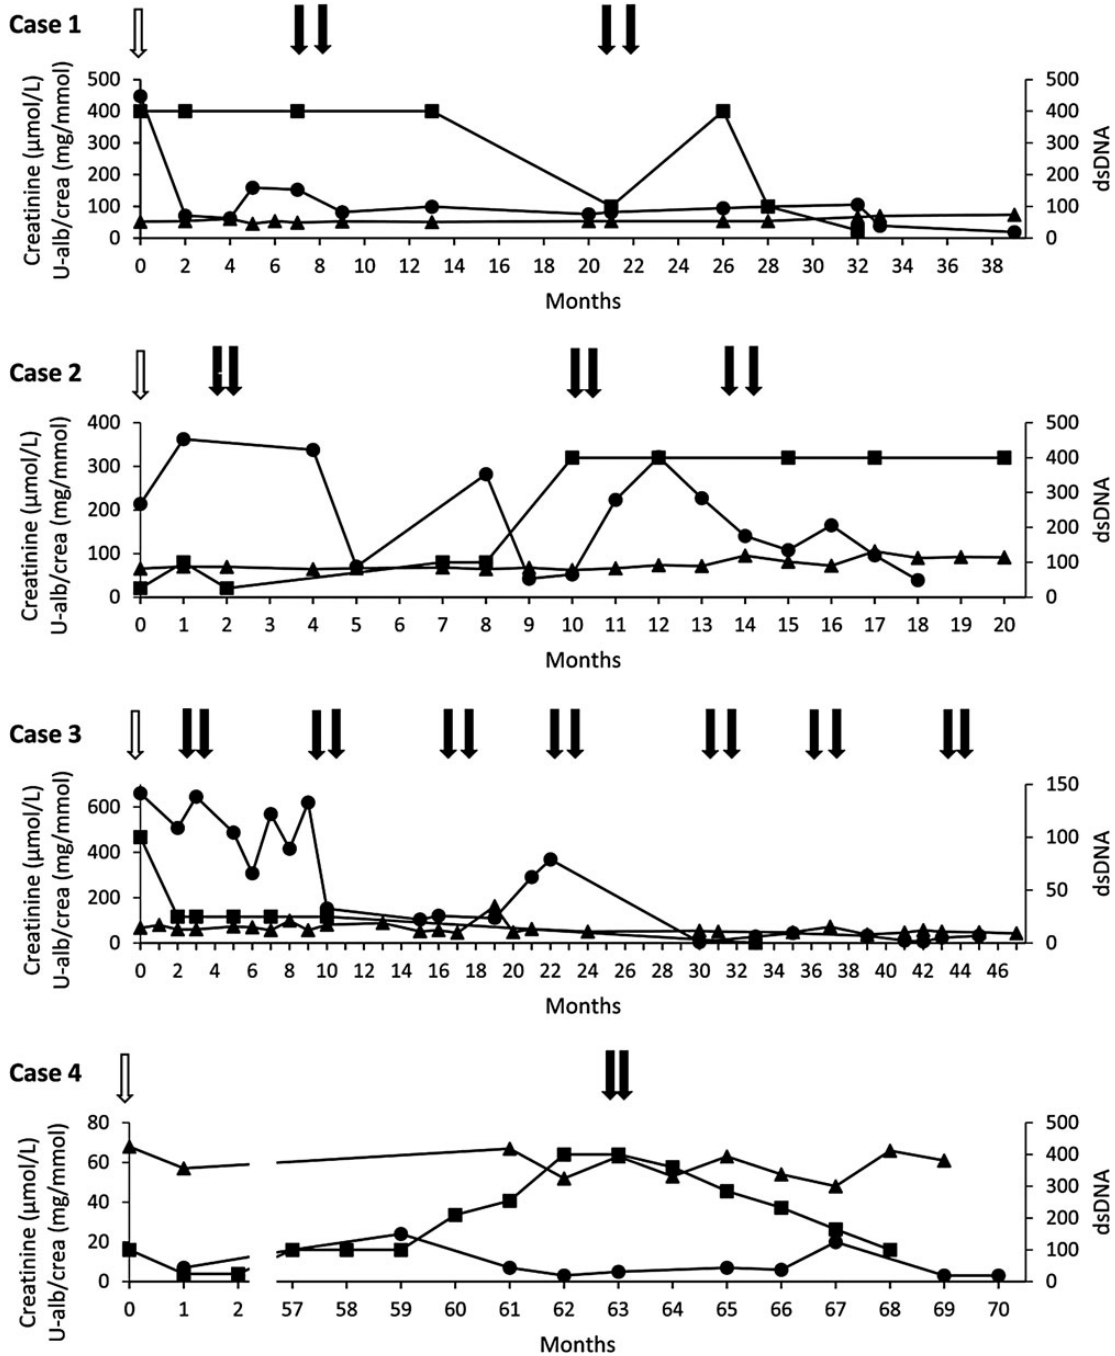 Case 1
Creatinine (µmol/L)
U-alb/crea (mg/mmol)
500
400
300
200
100
0
500
400
300
200
100
0
dsDNA
0 2 4 6 8 10 12 14 16 18 20 22 24 26 28 30 32 34 36 38
Months
Case 2
Creatinine (µmol/L)
U-alb/crea (mg/mmol)
400
300
200
100
0
500
400
300
200
100
0
dsDNA
0 1 2 3 4 5 6 7 8 9 10 11 12 13 14 15 16 17 18 19 20
Months
Case 3
Creatinine (µmol/L)
U-alb/crea (mg/mmol)
600
400
200
0
150
100
50
0
dsDNA
0 2 4 6 8 10 12 14 16 18 20 22 24 26 28 30 32 34 36 38 40 42 44 46
Months
Case 4
Creatinine (µmol/L)
U-alb/crea (mg/mmol)
80
60
40
20
0
500
400
300
200
100
0
dsDNA
0 1 2 57 58 59 60 61 62 63 64 65 66 67 68 69 70
Months